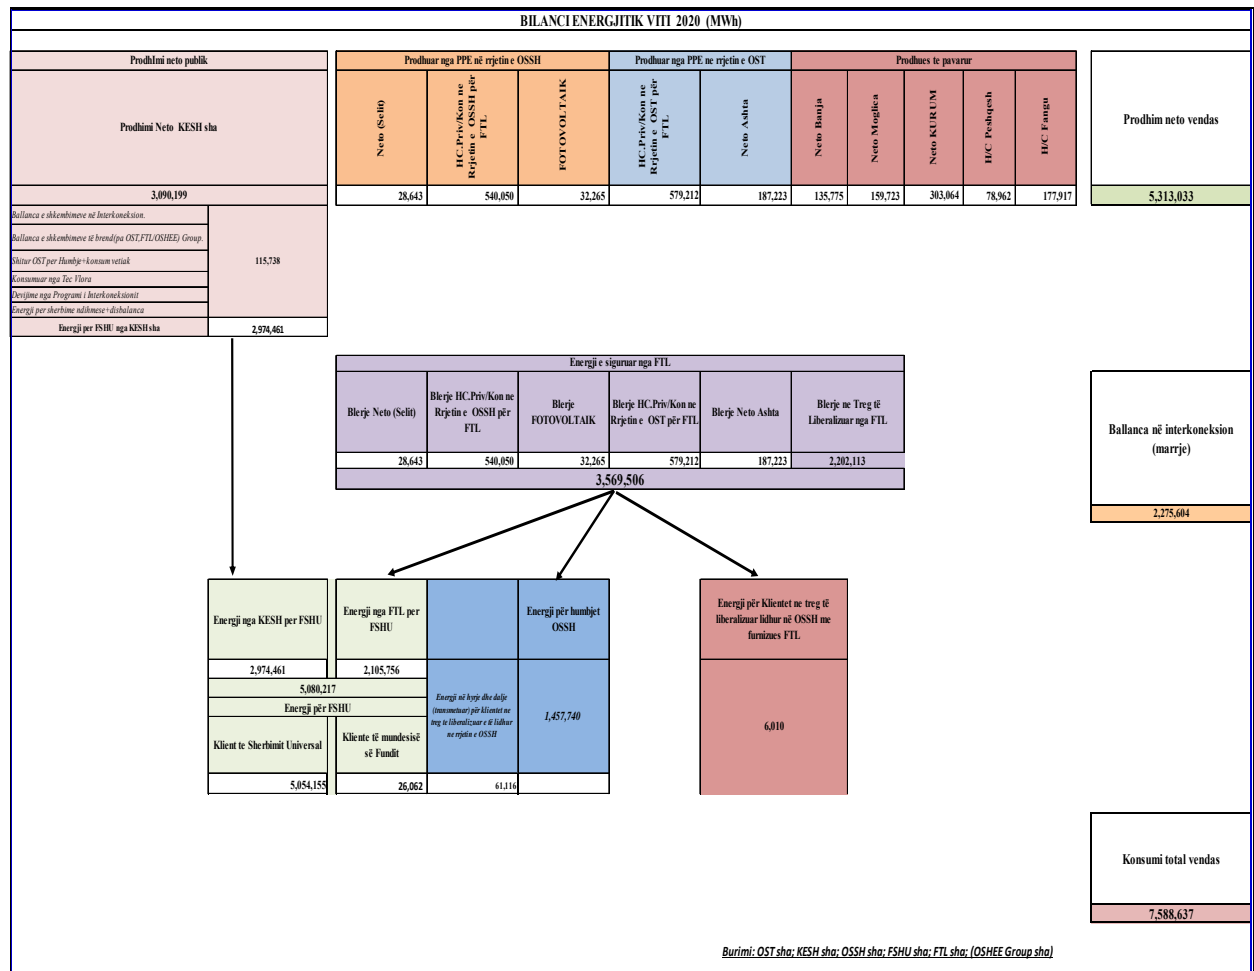 BILANCI ENERGJITIK VITI 2020 (MWh)
ProdhImi neto publik
Prodhuar nga PPE në rrjetin e OSSH
Prodhuar nga PPE ne rrjetin e OST
Prodhues te pavarur
Prodhimi Neto KESH sha
Neto (Selit)
HC.Priv/Kon ne
Rrjetin e OSSH për
FTL
FOTOVOLTAIK
HC.Priv/Kon ne
Rrjetin e OST për
FTL
Neto Ashta
Neto Banja
Neto Moglica
Neto KURUM
H/C Peshqesh
H/C Fangu
Prodhim neto vendas
3,090,199
28,643
540,050
32,265
579,212
187,223
135,775
159,723
303,064
78,962
177,917
5,313,033
Ballanca e shkembimeve në Interkoneksion.
Ballanca e shkembimeve të brend(pa OST,FTL/OSHEE) Group.
Shitur OST per Humbje+konsum vetiak
Konsumuar nga Tec Vlora
Devijime nga Programi i Interkoneksionit
Energji per sherbime ndihmese+disbalanca
115,738
Energji per FSHU nga KESH sha
2,974,461
Energji e siguruar nga FTL
Blerje Neto (Selit)
Blerje HC.Priv/Kon ne
Rrjetin e OSSH për
FTL
Blerje
FOTOVOLTAIK
Blerje HC.Priv/Kon ne
Rrjetin e OST për FTL
Blerje Neto Ashta
Blerje ne Treg të
Liberalizuar nga FTL
28,643
540,050
32,265
579,212
187,223
2,202,113
3,569,506
Ballanca në interkoneksion
(marrje)
2,275,604
Energji nga KESH per FSHU
Energji nga FTL per
FSHU
Energji për humbjet
OSSH
Energji për Klientet ne treg të
liberalizuar lidhur në OSSH me
furnizues FTL
2,974,461
2,105,756
5,080,217
Energji për FSHU
Energji në hyrje dhe dalje
(transmetuar) për klientet ne
treg te liberalizuar e të lidhur
ne rrjetin e OSSH
1,457,740
6,010
Klient te Sherbimit Universal
Kliente të mundesisë
së Fundit
5,054,155
26,062
61,116
Konsumi total vendas
7,588,637
Burimi: OST sha; KESH sha; OSSH sha; FSHU sha; FTL sha; (OSHEE Group sha)